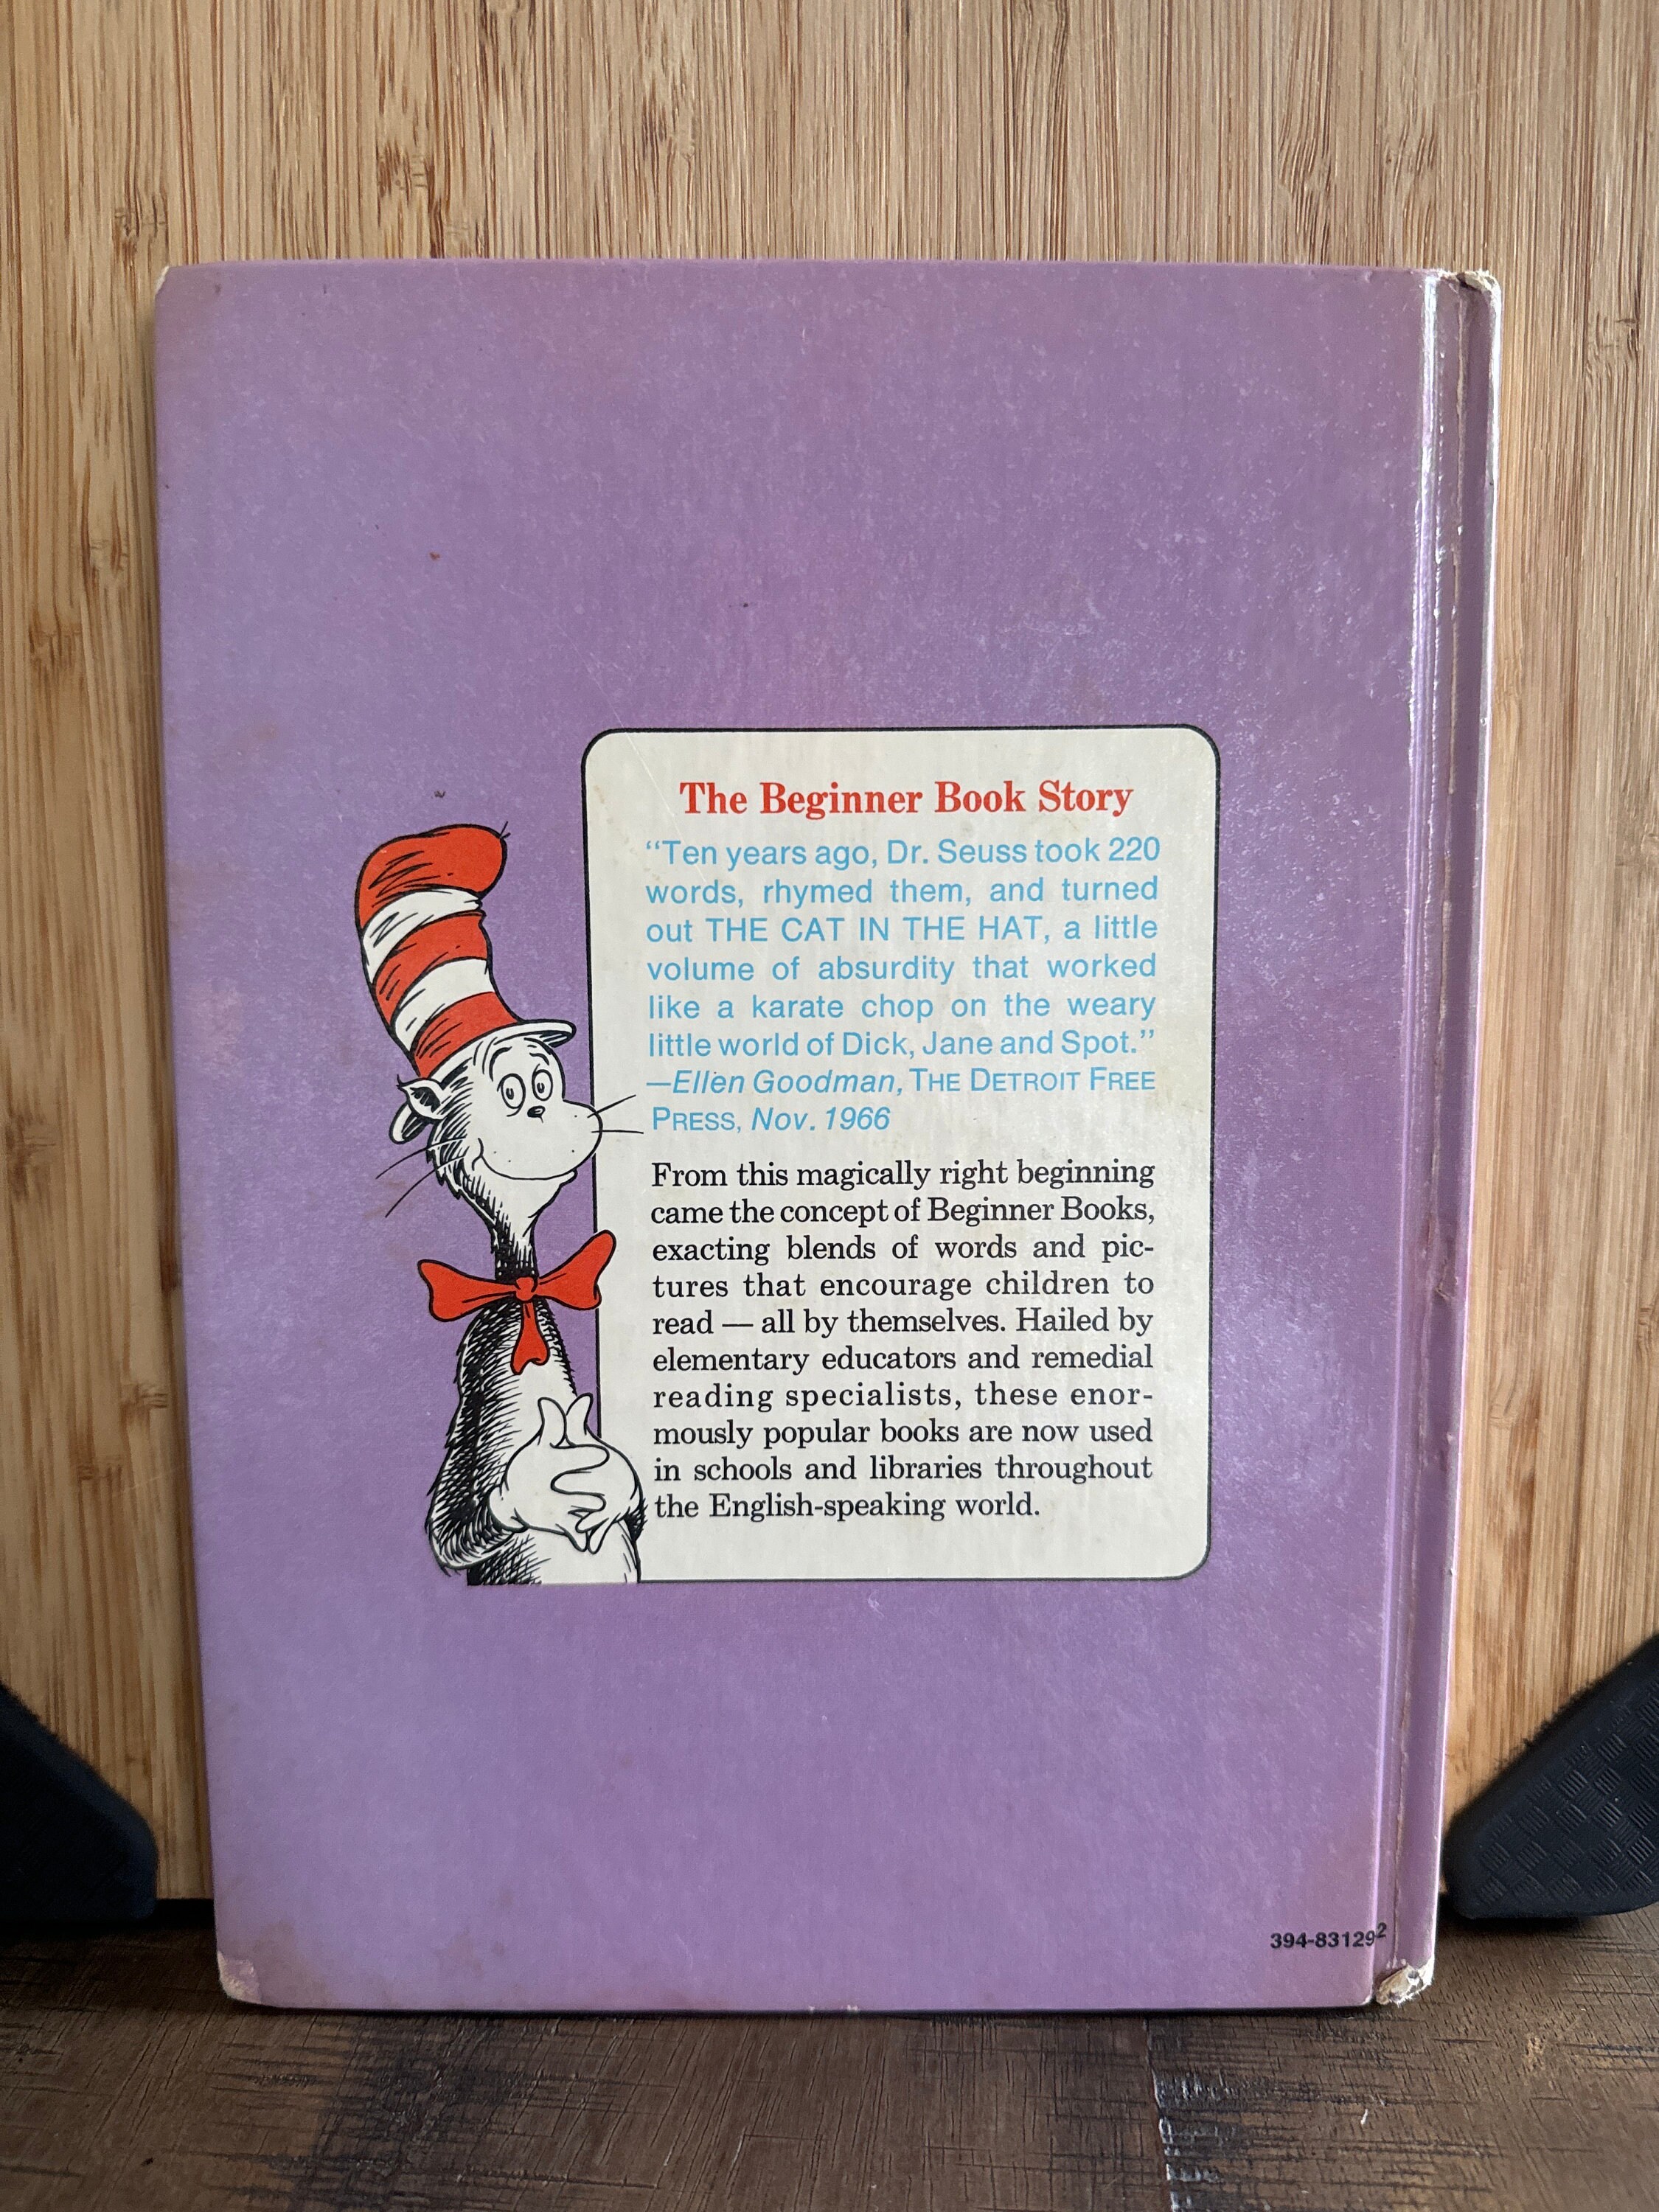 The Beginner Book Story
“Ten years ago, Dr. Seuss took 220
words, rhymed them, and turned
out THE CAT IN THE HAT, a little
volume of absurdity that worked
like a karate chop on the weary
little world of Dick, Jane and Spot.”
—Ellen Goodman, THE DETROIT FREE
PRESS, Nov. 1966
From this magically right beginning
came the concept of Beginner Books,
exacting blends of words and pic-
tures that encourage children to
read — all by themselves. Hailed by
elementary educators and remedial
reading specialists, these enor-
mously popular books are now used
in schools and libraries throughout
the English-speaking world.
394-83129²